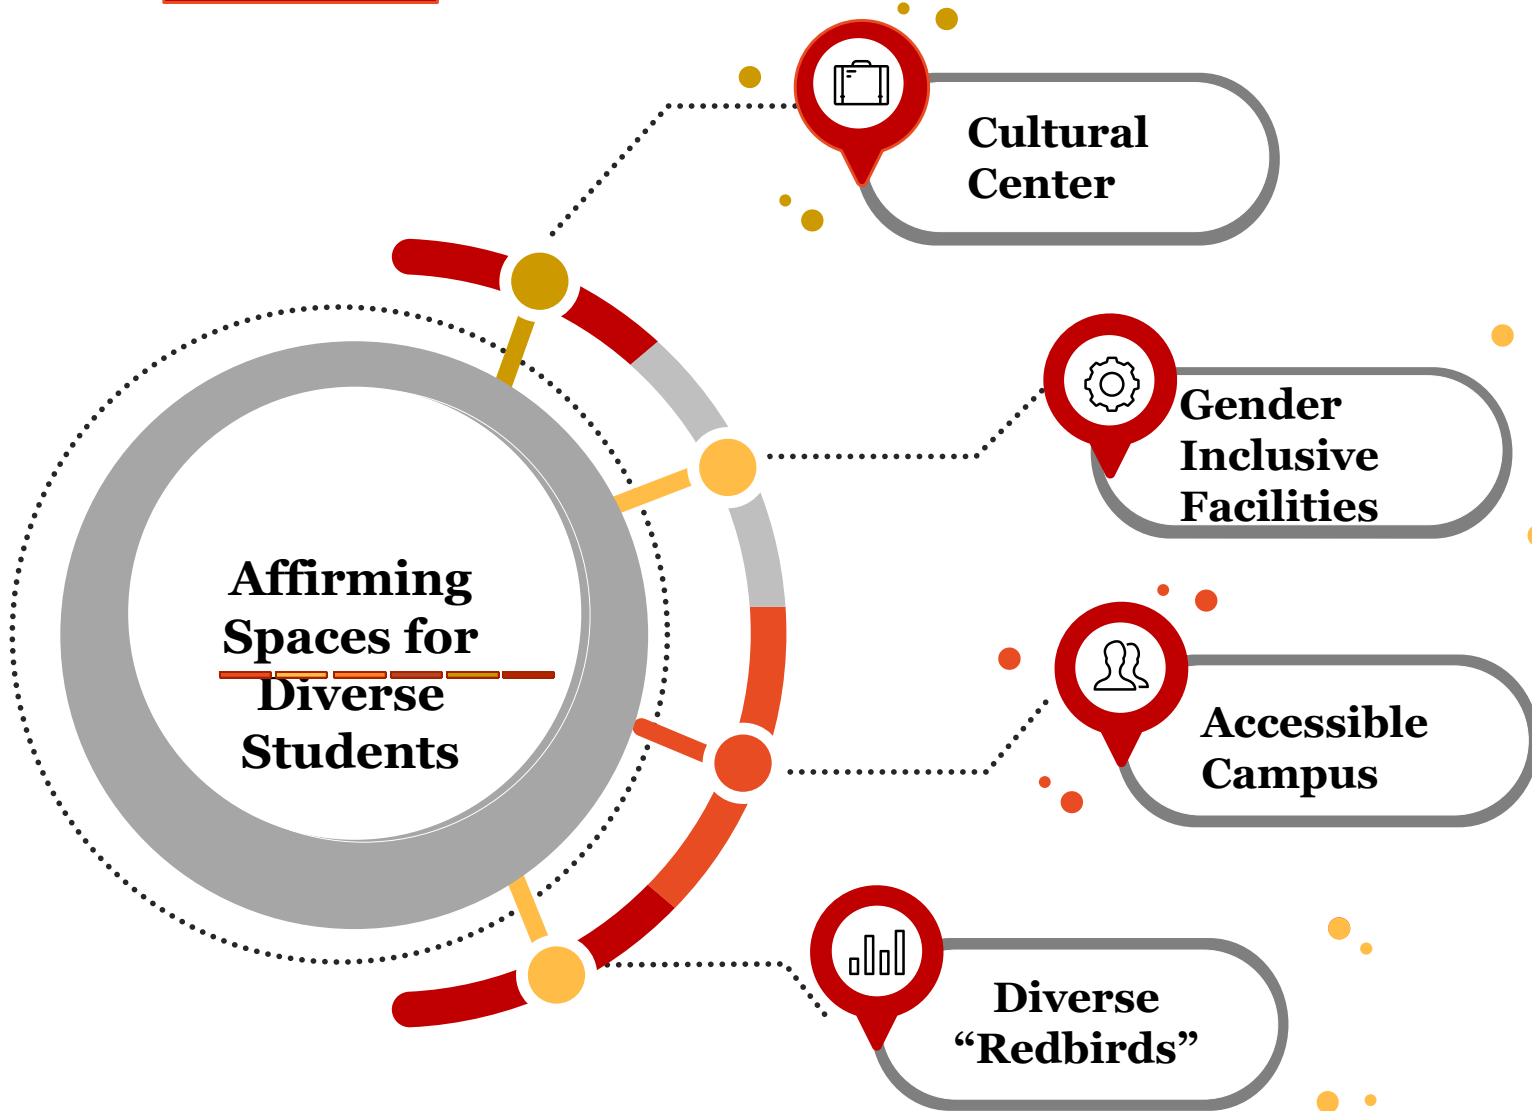 Cultural
Center
Gender
Inclusive
Facilities
Affirming
Spaces for
Diverse
Students
Accessible
Campus
Diverse
“Redbirds”